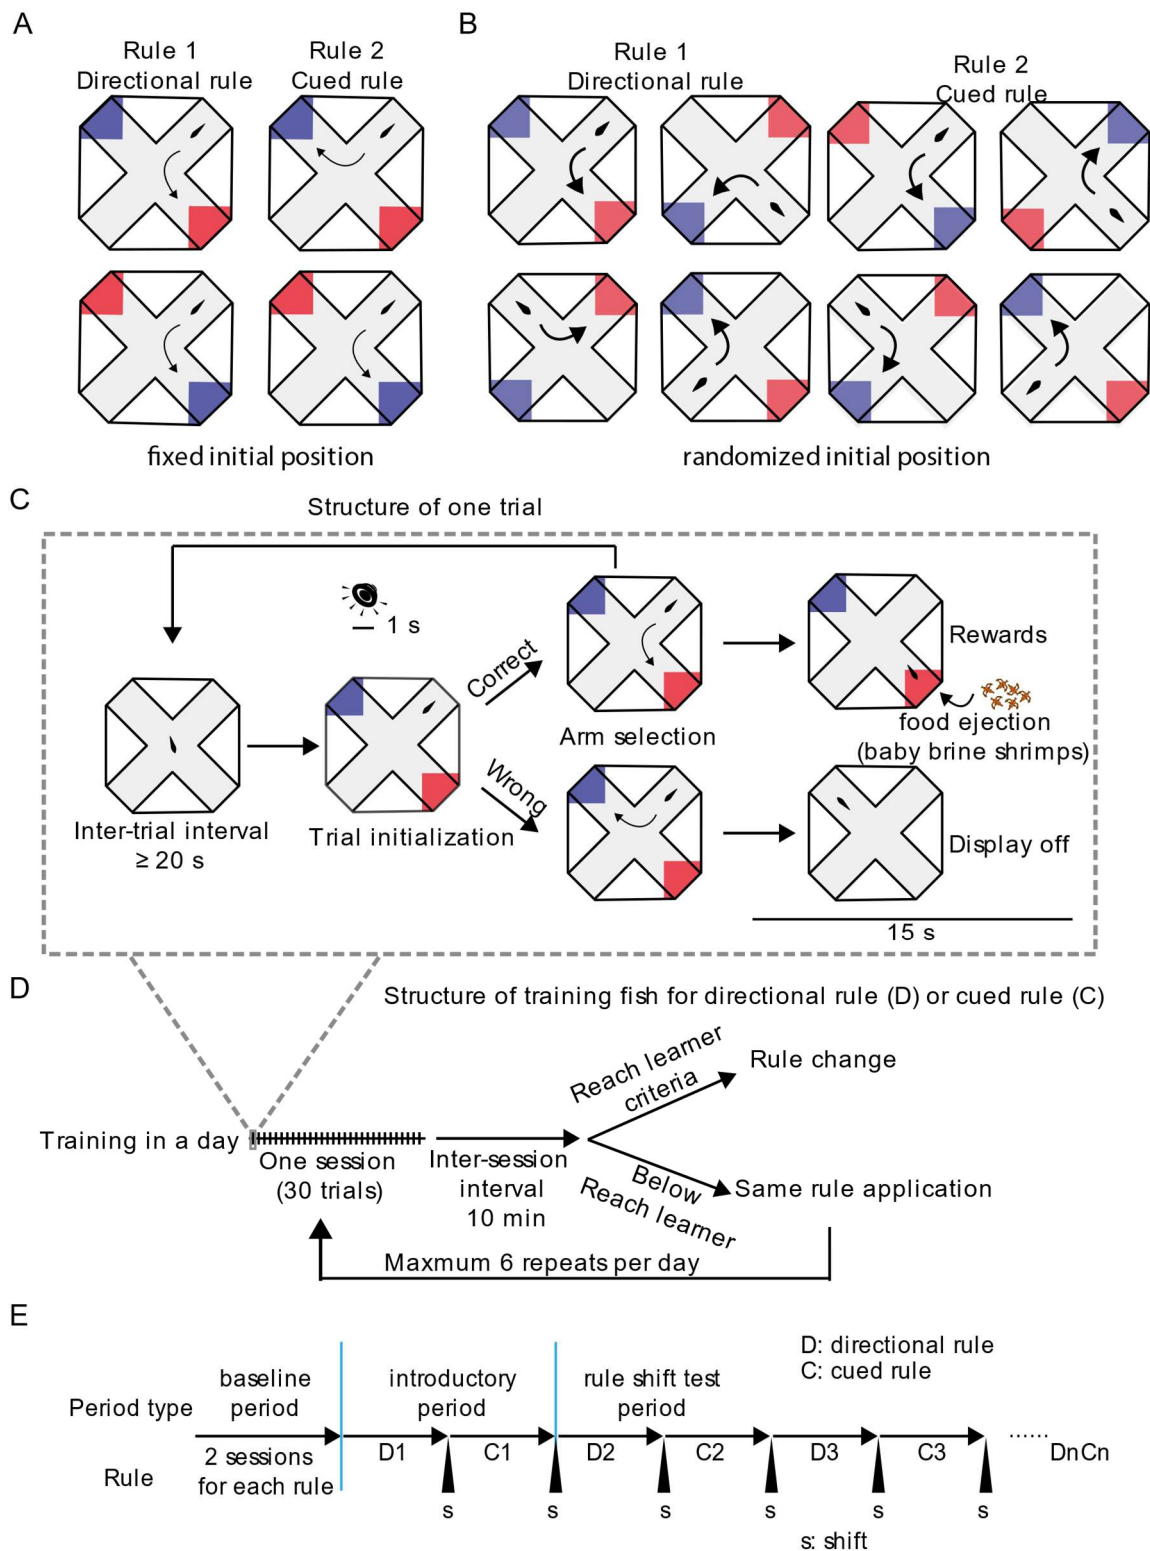 A
Rule 1
Directional rule
Rule 2
Cued rule
fixed initial position
B
Rule 1
Directional rule
Rule 2
Cued rule
randomized initial position
C
Structure of one trial
1 s
Correct
Wrong
Inter-trial interval
≥ 20 s
Trial initialization
Arm selection
Rewards
food ejection
(baby brine shrimps)
Display off
15 s
D
Structure of training fish for directional rule (D) or cued rule (C)
Training in a day
One session
(30 trials)
Inter-session
interval
10 min
Reach learner
criteria
Rule change
Below
Reach learner
Same rule application
Maxmum 6 repeats per day
E
D: directional rule
C: cued rule
Period type
baseline
period
introductory
period
rule shift test
period
Rule
2 sessions
for each rule
D1
C1
D2
C2
D3
C3
......
DnCn
s
s
s
s
s
s
s: shift